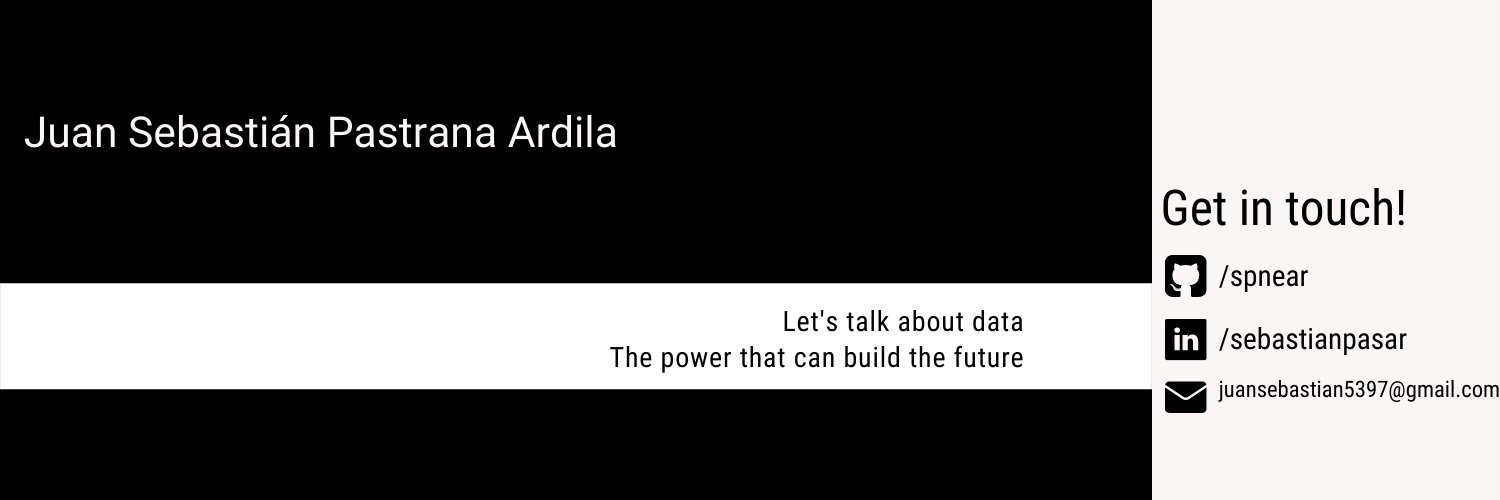 Juan Sebastián Pastrana Ardila
Let's talk about data
The power that can build the future
Get in touch!
/spnear
in /sebastianpasar
juansebastian5397@gmail.com